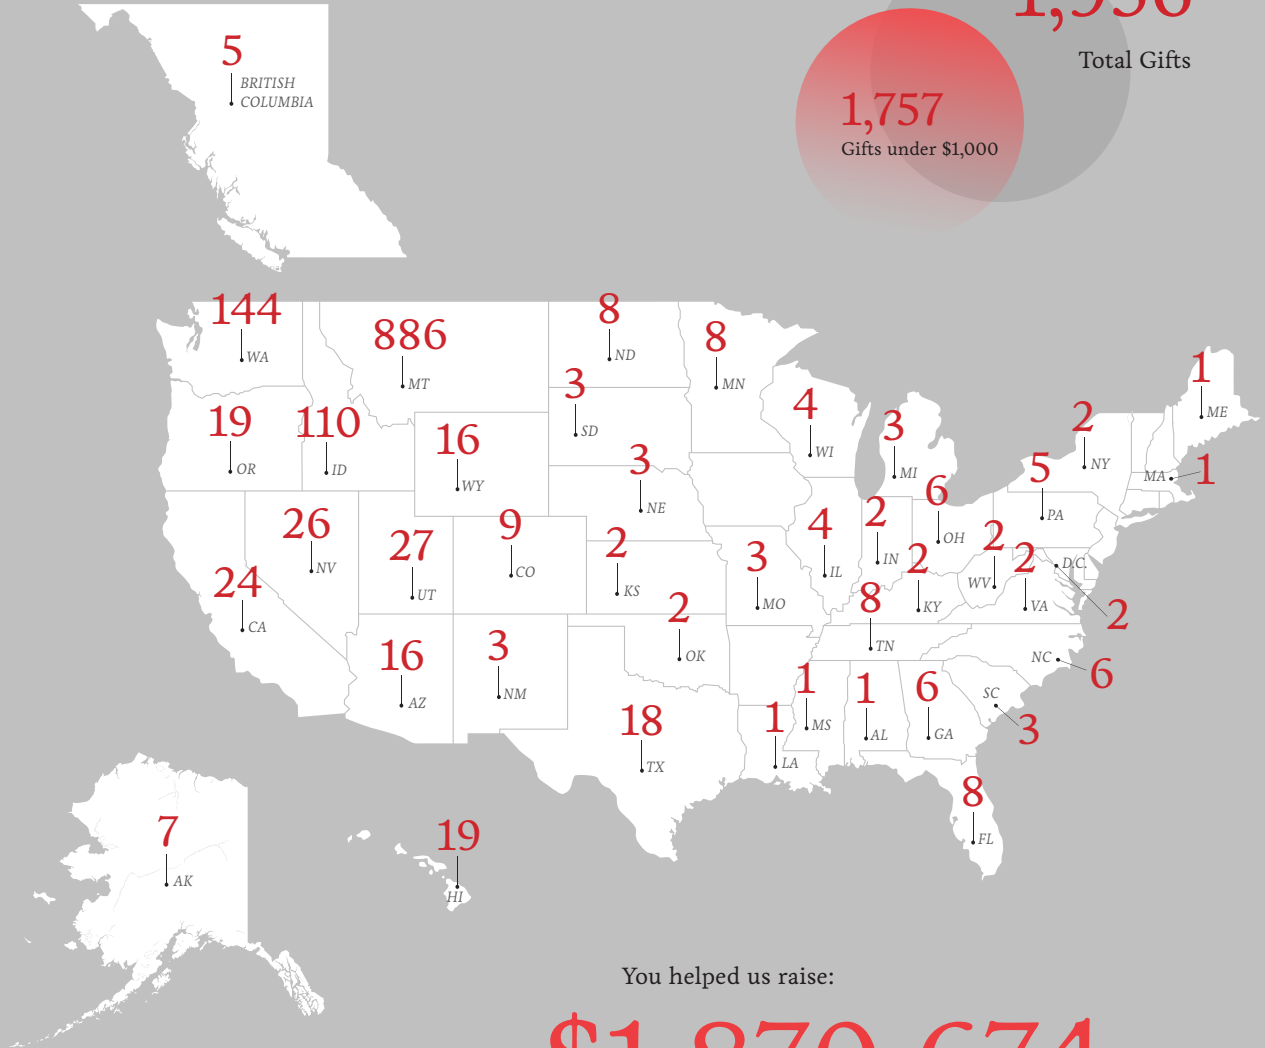 5
BRITISH
COLUMBIA
Total Gifts
1,757
Gifts under $1,000
144
WA
886
MT
8
ND
8
MN
3
SD
4
WI
3
MI
1
ME
2
NY
MA
1
19
OR
110
ID
16
WY
3
NE
5
PA
6
OH
26
NV
27
UT
9
CO
2
KS
3
MO
4
IL
2
IN
2
KY
2
WV
2
VA
D.C.
2
24
CA
8
TN
NC
6
16
AZ
3
NM
2
OK
18
TX
1
LA
1
MS
1
AL
6
GA
SC
3
8
FL
7
AK
19
HI
You helped us raise: